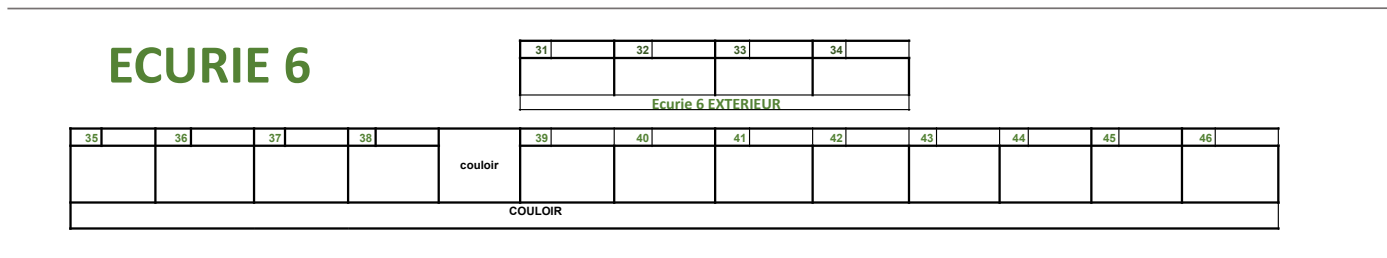 ECURIE 6
31 32 33 34
Ecurie 6 EXTERIEUR
35 36 37 38 39 40 41 42 43 44 45 46
couloir
COULOIR